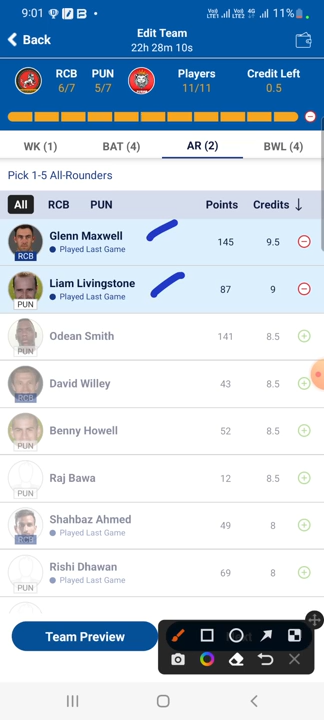 9:01 11%
Edit Team
Back
22h 28m 10s
RCB PUN Players Credit Left
6/7 5/7 11/11 0.5
WK (1) BAT (4) AR (2) BWL (4)
Pick 1-5 All-Rounders
All RCB PUN Points Credits ↓
Glenn Maxwell
Played Last Game
145 9.5
RCB
Liam Livingstone
Played Last Game
87 9
PUN
Odean Smith 141 8.5
PUN
David Willey 43 8.5
RCB
Benny Howell 52 8.5
PUN
Raj Bawa 12 8.5
PUN
Shahbaz Ahmed
Played Last Game
49 8
RCB
Rishi Dhawan
Played Last Game
69 8
PUN
Team Preview